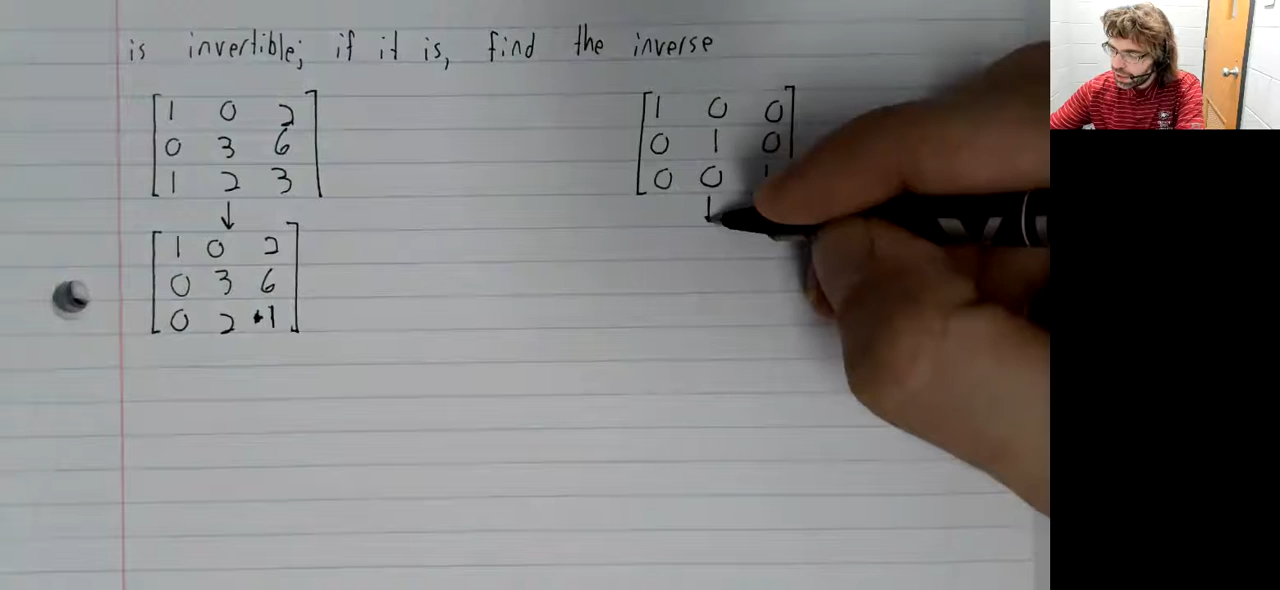 is invertible; if it is, find the inverse
1 0 2 1 0 0
0 3 6 0 1 0
1 2 3 0 0
↓
1 0 2
0 3 6
0 2 1